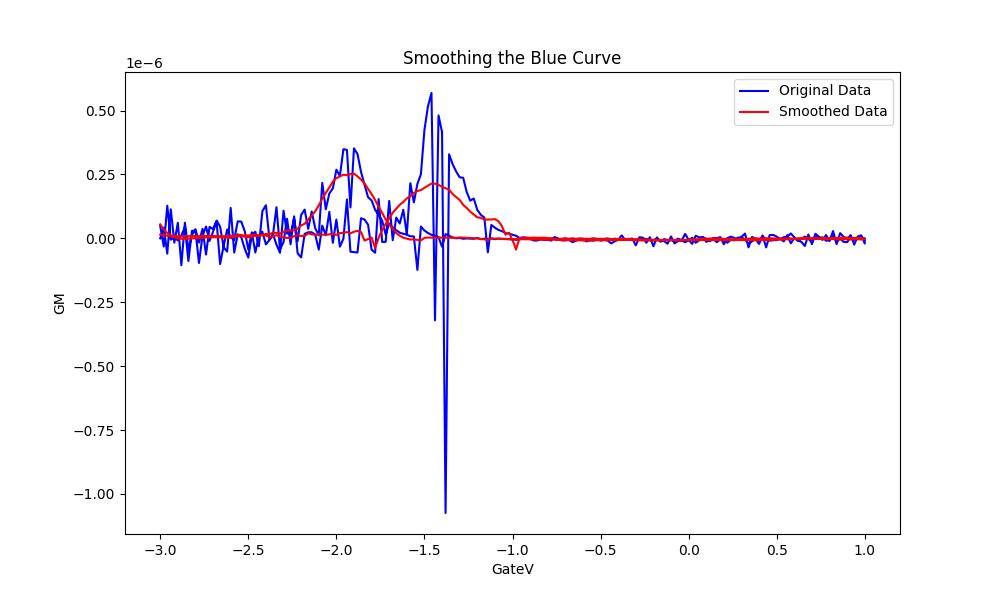 Smoothing the Blue Curve
1e−6
Original Data
Smoothed Data
0.50
0.25
0.00
−0.25
−0.50
−0.75
−1.00
GM
−3.0 −2.5 −2.0 −1.5 −1.0 −0.5 0.0 0.5 1.0
GateV